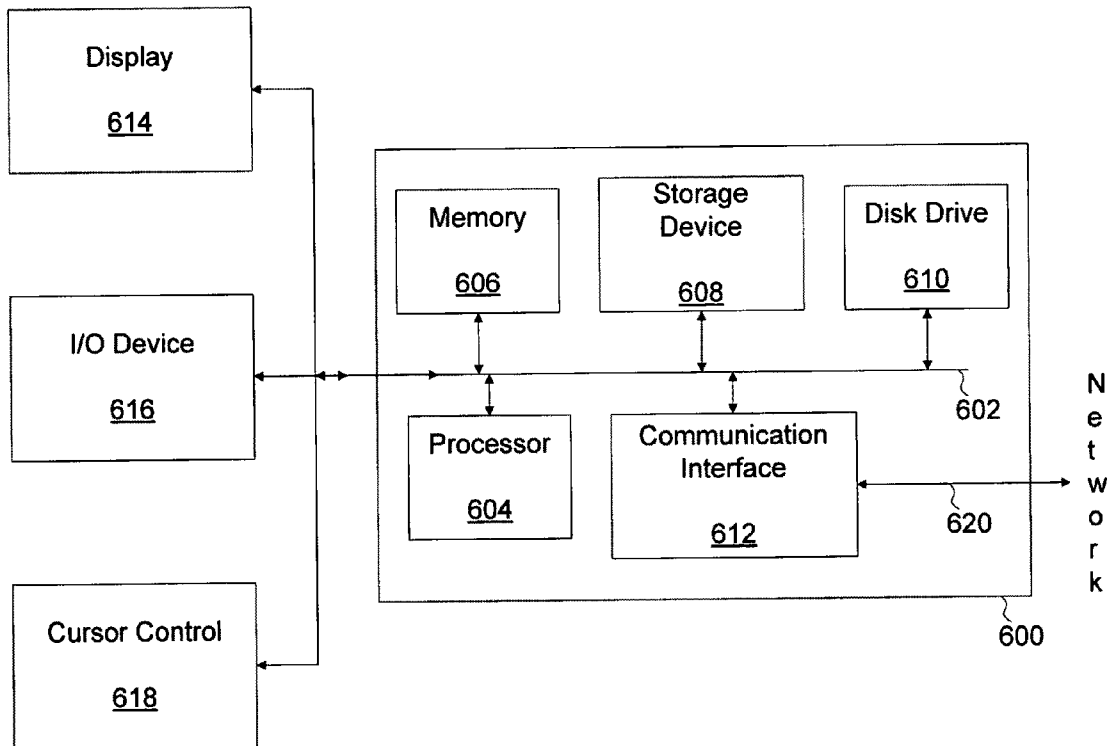 Display
614
I/O Device
616
Cursor Control
618
Memory
606
Storage
Device
608
Disk Drive
610
602
Processor
604
Communication
Interface
612
620
600
Network